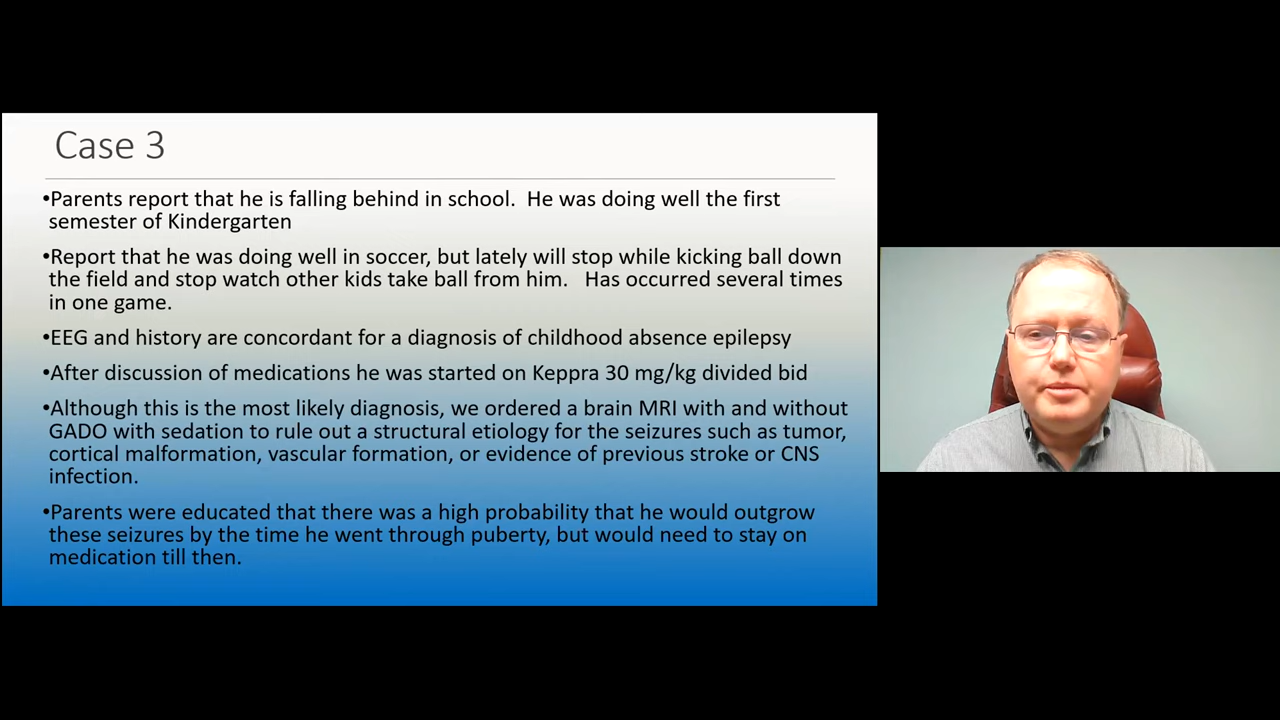 Case 3
•Parents report that he is falling behind in school.  He was doing well the first
semester of Kindergarten
•Report that he was doing well in soccer, but lately will stop while kicking ball down
the field and stop watch other kids take ball from him.   Has occurred several times
in one game.
•EEG and history are concordant for a diagnosis of childhood absence epilepsy
•After discussion of medications he was started on Keppra 30 mg/kg divided bid
•Although this is the most likely diagnosis, we ordered a brain MRI with and without
GADO with sedation to rule out a structural etiology for the seizures such as tumor,
cortical malformation, vascular formation, or evidence of previous stroke or CNS
infection.
•Parents were educated that there was a high probability that he would outgrow
these seizures by the time he went through puberty, but would need to stay on
medication till then.